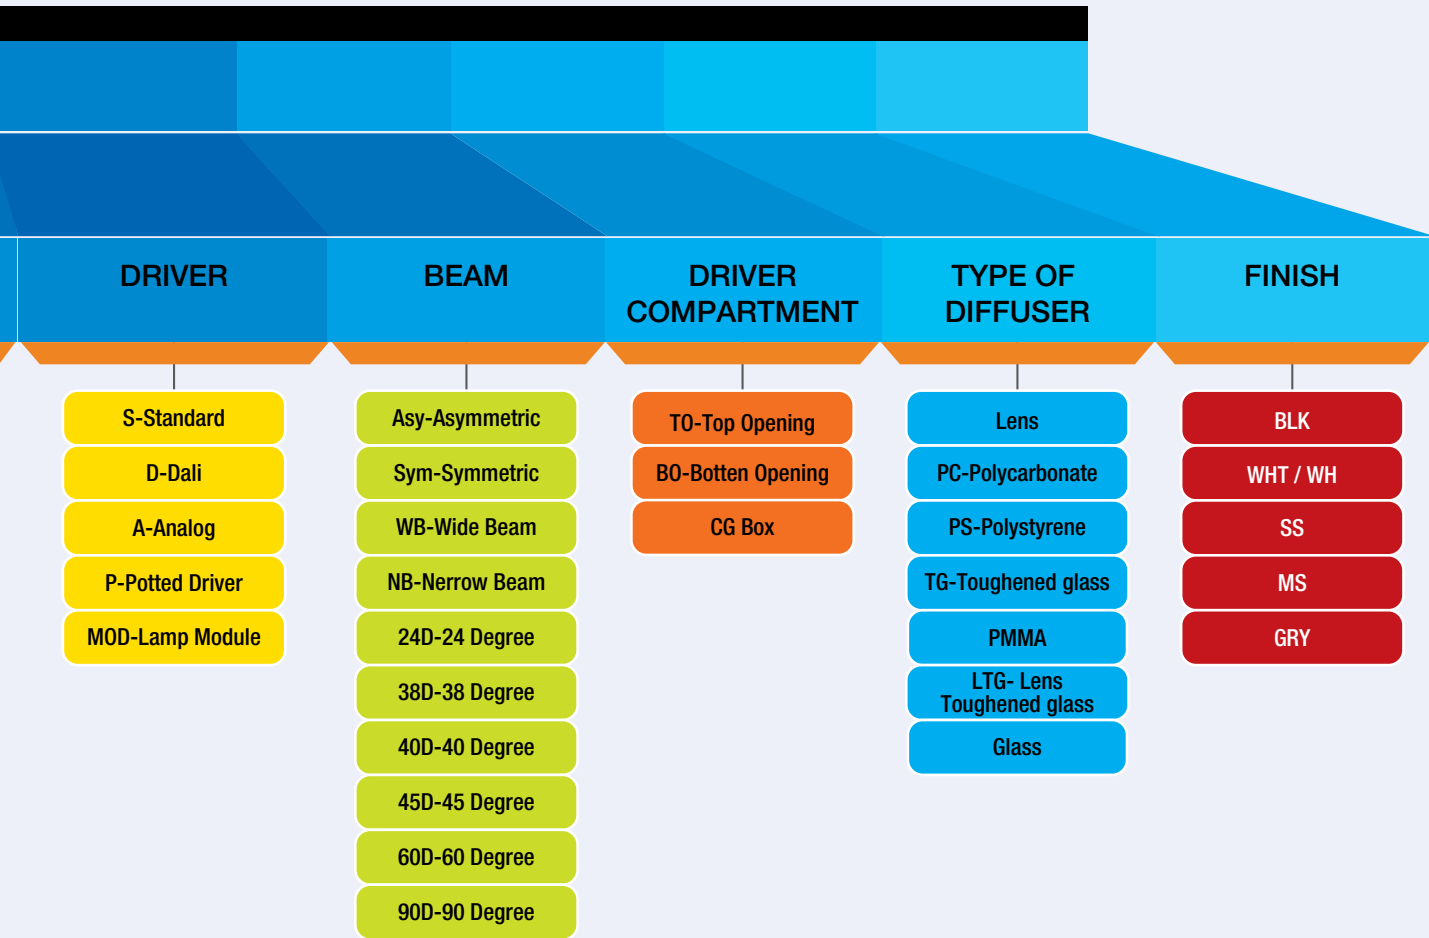 DRIVER
S-Standard
D-Dali
A-Analog
P-Potted Driver
MOD-Lamp Module
BEAM
Asy-Asymmetric
Sym-Symmetric
WB-Wide Beam
NB-Nerrow Beam
24D-24 Degree
38D-38 Degree
40D-40 Degree
45D-45 Degree
60D-60 Degree
90D-90 Degree
DRIVER
COMPARTMENT
TO-Top Opening
BO-Botten Opening
CG Box
TYPE OF
DIFFUSER
Lens
PC-Polycarbonate
PS-Polystyrene
TG-Toughened glass
PMMA
LTG- Lens
Toughened glass
Glass
FINISH
BLK
WHT / WH
SS
MS
GRY